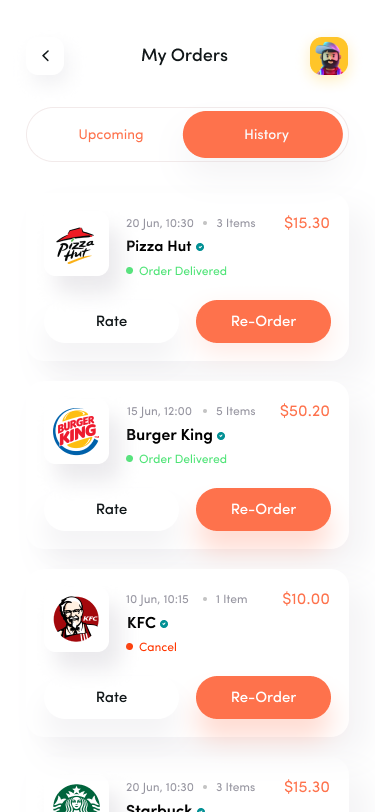 My Orders
Upcoming
History
20 Jun, 10:30 • 3 Items
$15.30
Pizza Hut
Pizza Hut
Order Delivered
Rate
Re-Order
15 Jun, 12:00 • 5 Items
$50.20
BURGER KING
Burger King
Order Delivered
Rate
Re-Order
10 Jun, 10:15 • 1 Item
$10.00
KFC
KFC
Cancel
Rate
Re-Order
20 Jun, 10:30 • 3 Items
$15.30
Starbuck